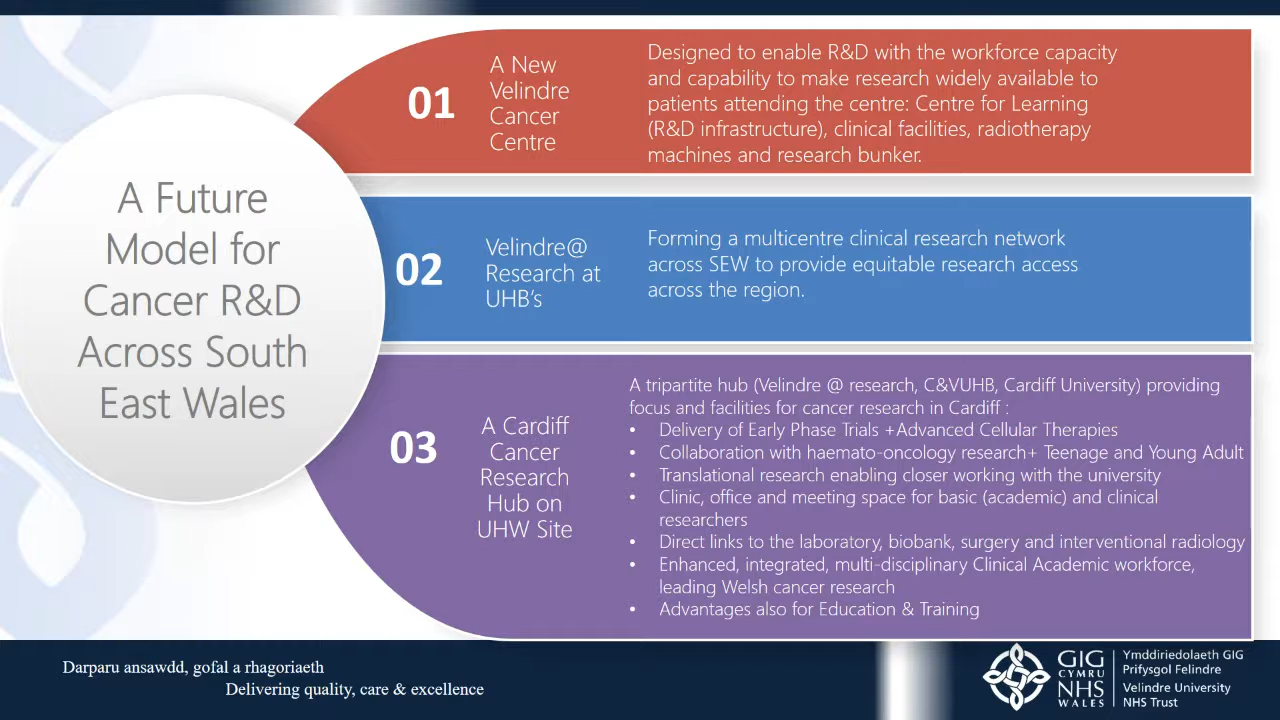 A Future
Model for
Cancer R&D
Across South
East Wales
01
A New
Velindre
Cancer
Centre
Designed to enable R&D with the workforce capacity
and capability to make research widely available to
patients attending the centre: Centre for Learning
(R&D infrastructure), clinical facilities, radiotherapy
machines and research bunker.
02
Velindre@
Research at
UHB's
Forming a multicentre clinical research network
across SEW to provide equitable research access
across the region.
03
A Cardiff
Cancer
Research
Hub on
UHW Site
A tripartite hub (Velindre @ research, C&VUHB, Cardiff University) providing
focus and facilities for cancer research in Cardiff :
• Delivery of Early Phase Trials +Advanced Cellular Therapies
• Collaboration with haemato-oncology research+ Teenage and Young Adult
• Translational research enabling closer working with the university
• Clinic, office and meeting space for basic (academic) and clinical
researchers
• Direct links to the laboratory, biobank, surgery and interventional radiology
• Enhanced, integrated, multi-disciplinary Clinical Academic workforce,
leading Welsh cancer research
• Advantages also for Education & Training
Darparu ansawdd, gofal a rhagoriaeth
Delivering quality, care & excellence
GIG
CYMRU
NHS
WALES
Ymddiriedolaeth GIG
Prifysgol Felindre
Velindre University
NHS Trust